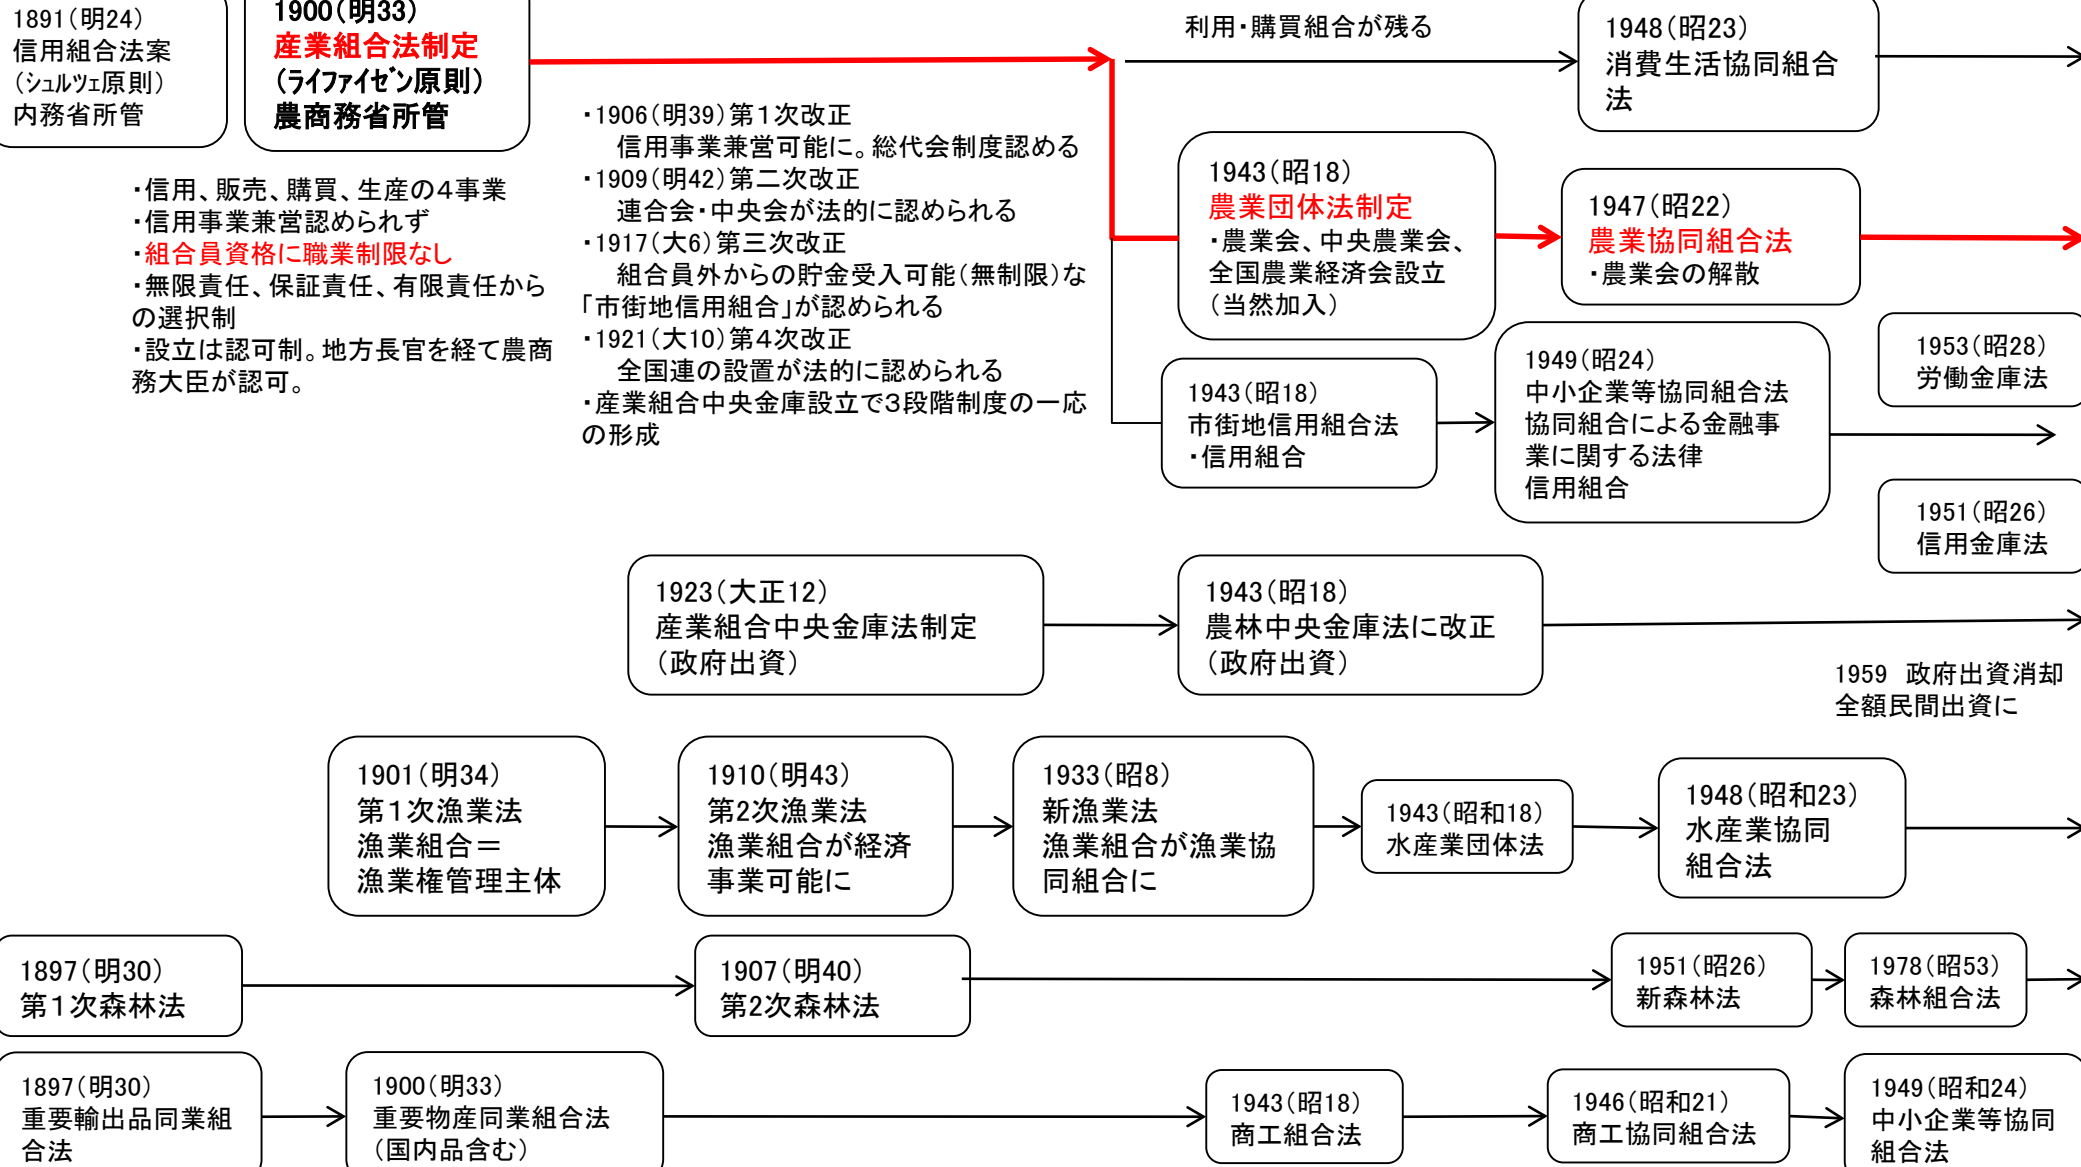 1891(明24)
信用組合法案
(シュルツェ原則)
内務省所管
1900(明33)
産業組合法制定
(ライファイゼン原則)
農商務省所管
利用・購買組合が残る
1948(昭23)
消費生活協同組合
法
・信用、販売、購買、生産の4事業
・信用事業兼営認められず
・組合員資格に職業制限なし
・無限責任、保証責任、有限責任から
の選択制
・設立は認可制。地方長官を経て農商
務大臣が認可。
・1906(明39)第1次改正
信用事業兼営可能に。総代会制度認める
・1909(明42)第二次改正
連合会・中央会が法的に認められる
・1917(大6)第三次改正
組合員外からの貯金受入可能(無制限)な
「市街地信用組合」が認められる
・1921(大10)第4次改正
全国連の設置が法的に認められる
・産業組合中央金庫設立で3段階制度の一応
の形成
1943(昭18)
農業団体法制定
・農業会、中央農業会、
全国農業経済会設立
(当然加入)
1947(昭22)
農業協同組合法
・農業会の解散
1943(昭18)
市街地信用組合法
・信用組合
1949(昭24)
中小企業等協同組合法
協同組合による金融事
業に関する法律
信用組合
1953(昭28)
労働金庫法
1951(昭26)
信用金庫法
1923(大正12)
産業組合中央金庫法制定
(政府出資)
1943(昭18)
農林中央金庫法に改正
(政府出資)
1959 政府出資消却
全額民間出資に
1901(明34)
第1次漁業法
漁業組合=
漁業権管理主体
1910(明43)
第2次漁業法
漁業組合が経済
事業可能に
1933(昭8)
新漁業法
漁業組合が漁業協
同組合に
1943(昭和18)
水産業団体法
1948(昭和23)
水産業協同
組合法
1897(明30)
第1次森林法
1907(明40)
第2次森林法
1951(昭26)
新森林法
1978(昭53)
森林組合法
1897(明30)
重要輸出品同業組
合法
1900(明33)
重要物産同業組合法
(国内品含む)
1943(昭18)
商工組合法
1946(昭和21)
商工協同組合法
1949(昭和24)
中小企業等協同
組合法